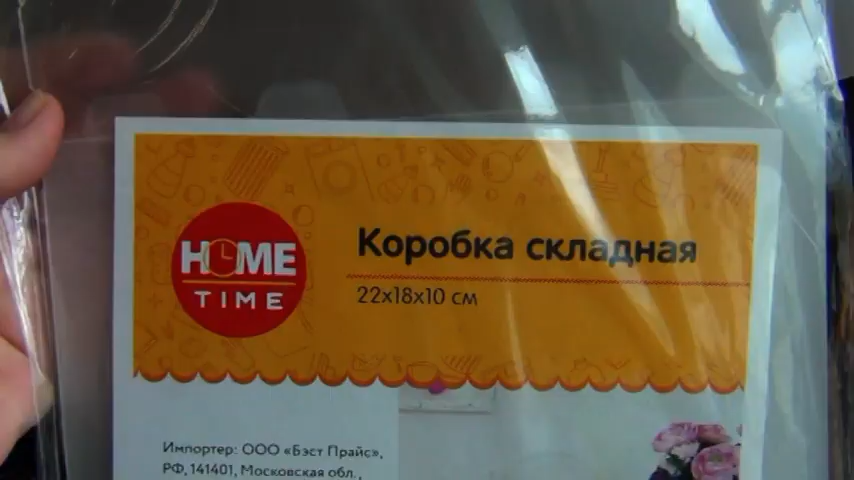 HOME
TIME
Коробка складная
22x18x10 см
Импортер: ООО «Бэст Прайс»,
РФ, 141401, Московская обл.,